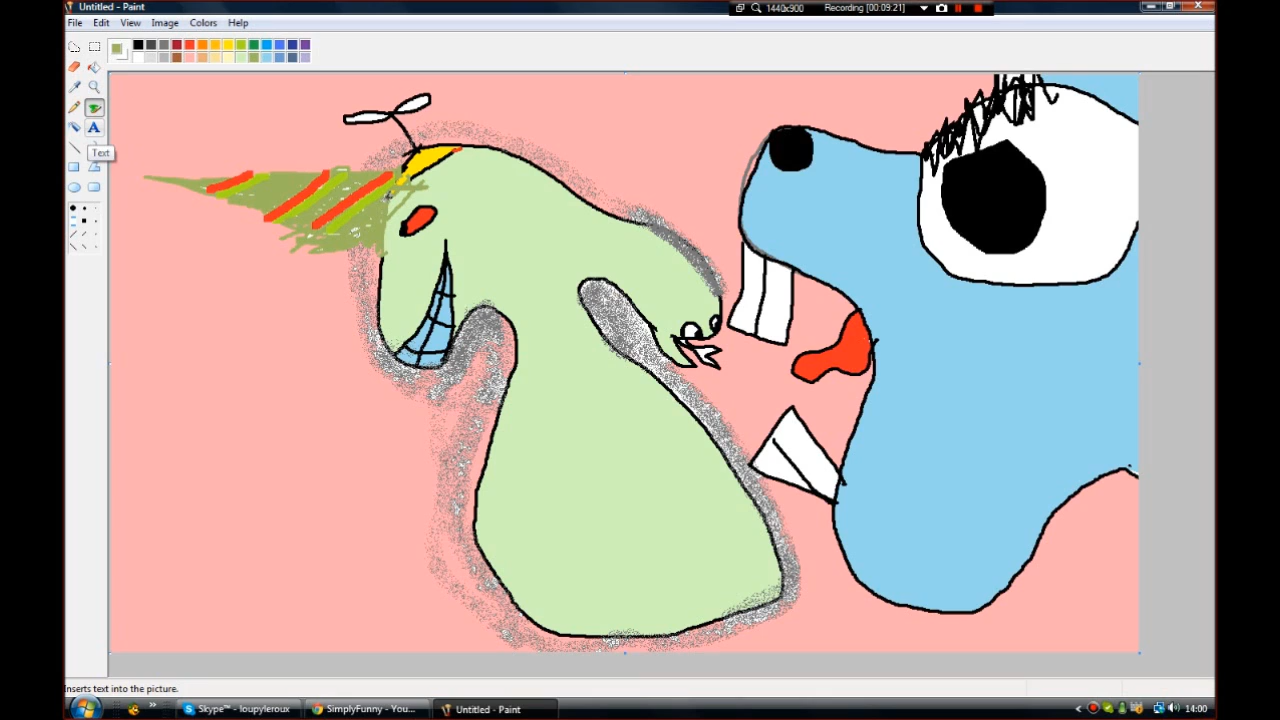 Untitled - Paint
1440x900 Recording [00:09:21]
File Edit View Image Colors Help
A
Text
Inserts text into the picture.
Skype™ - loupyleroux
SimplyFunny - You...
Untitled - Paint
14:00